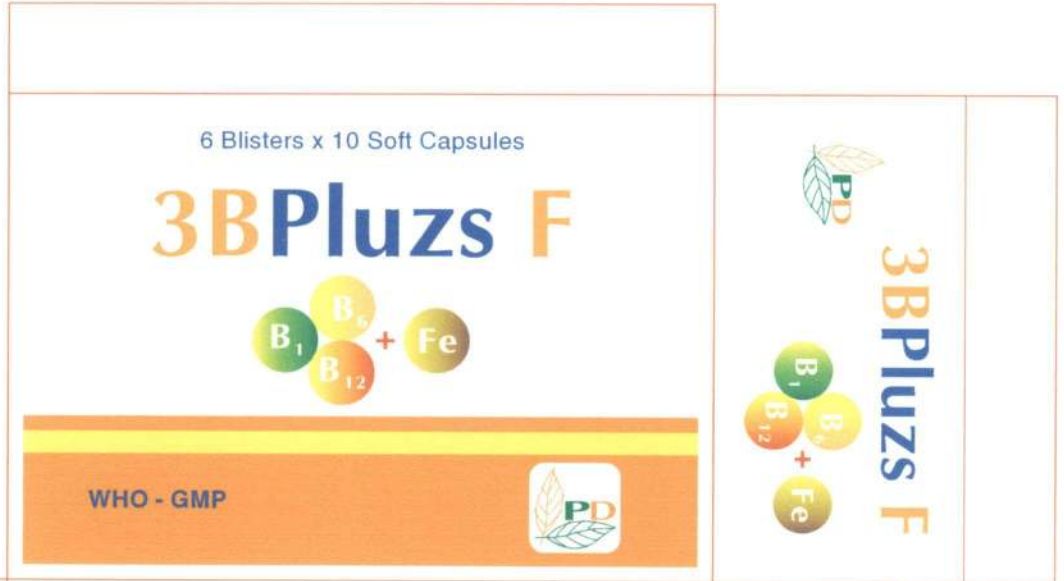 6 Blisters x 10 Soft Capsules
3BPluzs F
B6
B1 + Fe
B12
WHO - GMP
PD
PD
3BPluzs F
B1
B12 B6
+
Fe